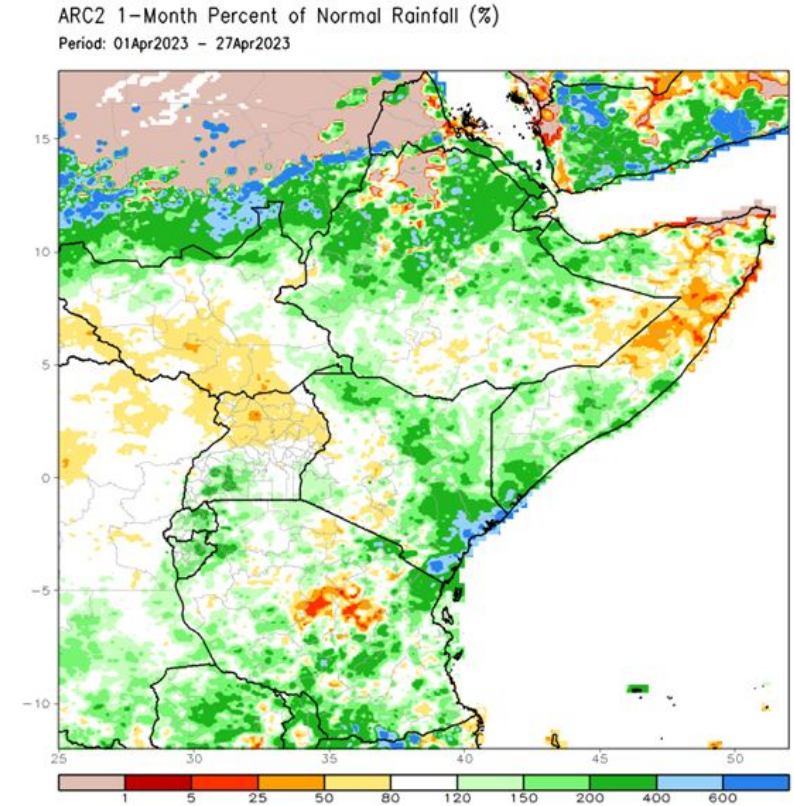 ARC2 1-Month Percent of Normal Rainfall (%)
Period: 01Apr2023 - 27Apr2023
15
10
5
0
-5
-10
25 30 35 40 45 50
1 5 25 50 80 120 150 200 400 600